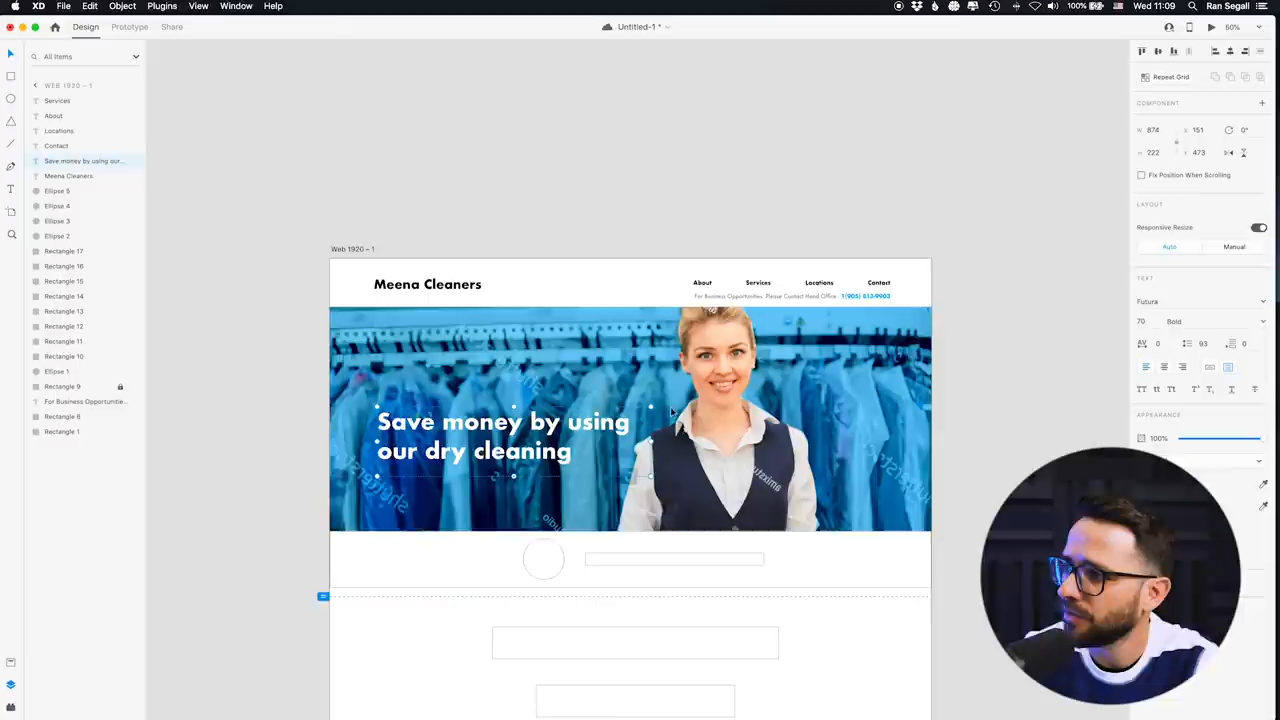 XD File Edit Object Plugins View Window Help
100% Wed 11:09 Ran Segall
Design Prototype Share
Untitled-1 *
50%
All Items
WEB 1920 – 1
Services
About
Locations
Contact
Save money by using our...
Meena Cleaners
Ellipse 5
Ellipse 4
Ellipse 3
Ellipse 2
Rectangle 17
Rectangle 16
Rectangle 15
Rectangle 14
Rectangle 13
Rectangle 12
Rectangle 11
Rectangle 10
Ellipse 1
Rectangle 9
For Business Opportunitie...
Rectangle 6
Rectangle 1
Web 1920 – 1
Meena Cleaners
About Services Locations Contact
For Business Opportunities Please Contact Head Office 1(905) 813-9903
Save money by using
our dry cleaning
Repeat Grid
COMPONENT
W 874 X 151 0°
H 222 Y 473
Fix Position When Scrolling
LAYOUT
Responsive Resize
Auto Manual
TEXT
Futura
70 Bold
0 93 0
APPEARANCE
100%